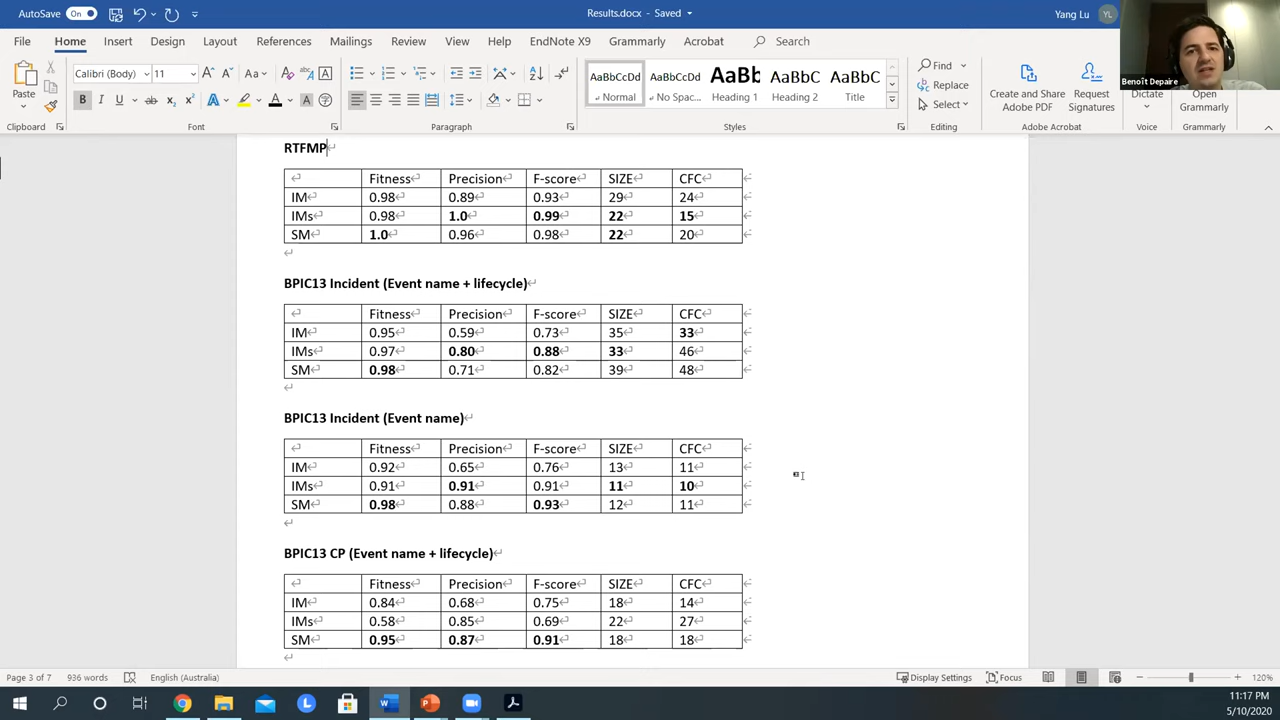 AutoSave On Results.docx - Saved Yang Lu YL
File Home Insert Design Layout References Mailings Review View Help EndNote X9 Grammarly Acrobat Search
Paste Calibri (Body) 11 AaBbCcDd Normal AaBbCcDd No Spac... AaBb Heading 1 AaBbC Heading 2 AaBbC Title Find Replace Select Create and Share Adobe PDF Request Signatures Dictate Open Grammarly
Benoît Depaire
Clipboard Font Paragraph Styles Editing Adobe Acrobat Voice Grammarly
RTFMP
Fitness Precision F-score SIZE CFC
IM 0.98 0.89 0.93 29 24
IMs 0.98 1.0 0.99 22 15
SM 1.0 0.96 0.98 22 20
BPIC13 Incident (Event name + lifecycle)
Fitness Precision F-score SIZE CFC
IM 0.95 0.59 0.73 35 33
IMs 0.97 0.80 0.88 33 46
SM 0.98 0.71 0.82 39 48
BPIC13 Incident (Event name)
Fitness Precision F-score SIZE CFC
IM 0.92 0.65 0.76 13 11
IMs 0.91 0.91 0.91 11 10
SM 0.98 0.88 0.93 12 11
BPIC13 CP (Event name + lifecycle)
Fitness Precision F-score SIZE CFC
IM 0.84 0.68 0.75 18 14
IMs 0.58 0.85 0.69 22 27
SM 0.95 0.87 0.91 18 18
Page 3 of 7 936 words English (Australia) Display Settings Focus 120%
11:17 PM
5/10/2020